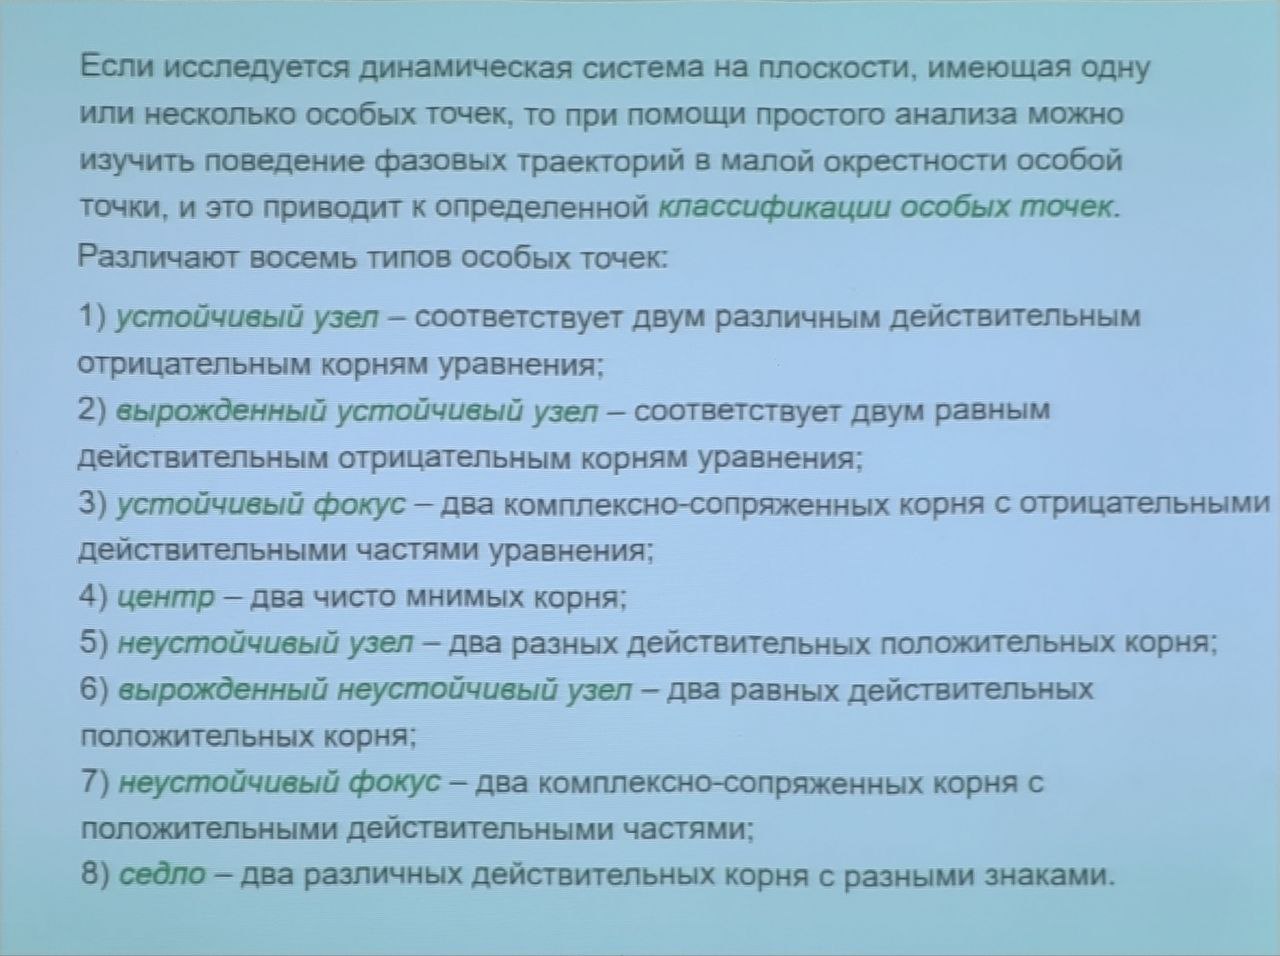 Если исследуется динамическая система на плоскости, имеющая одну
или несколько особых точек, то при помощи простого анализа можно
изучить поведение фазовых траекторий в малой окрестности особой
точки, и это приводит к определенной классификации особых точек.
Различают восемь типов особых точек:
1) устойчивый узел – соответствует двум различным действительным
отрицательным корням уравнения;
2) вырожденный устойчивый узел – соответствует двум равным
действительным отрицательным корням уравнения;
3) устойчивый фокус – два комплексно-сопряженных корня с отрицательными
действительными частями уравнения;
4) центр – два чисто мнимых корня;
5) неустойчивый узел – два разных действительных положительных корня;
6) вырожденный неустойчивый узел – два равных действительных
положительных корня;
7) неустойчивый фокус – два комплексно-сопряженных корня с
положительными действительными частями;
8) седло – два различных действительных корня с разными знаками.